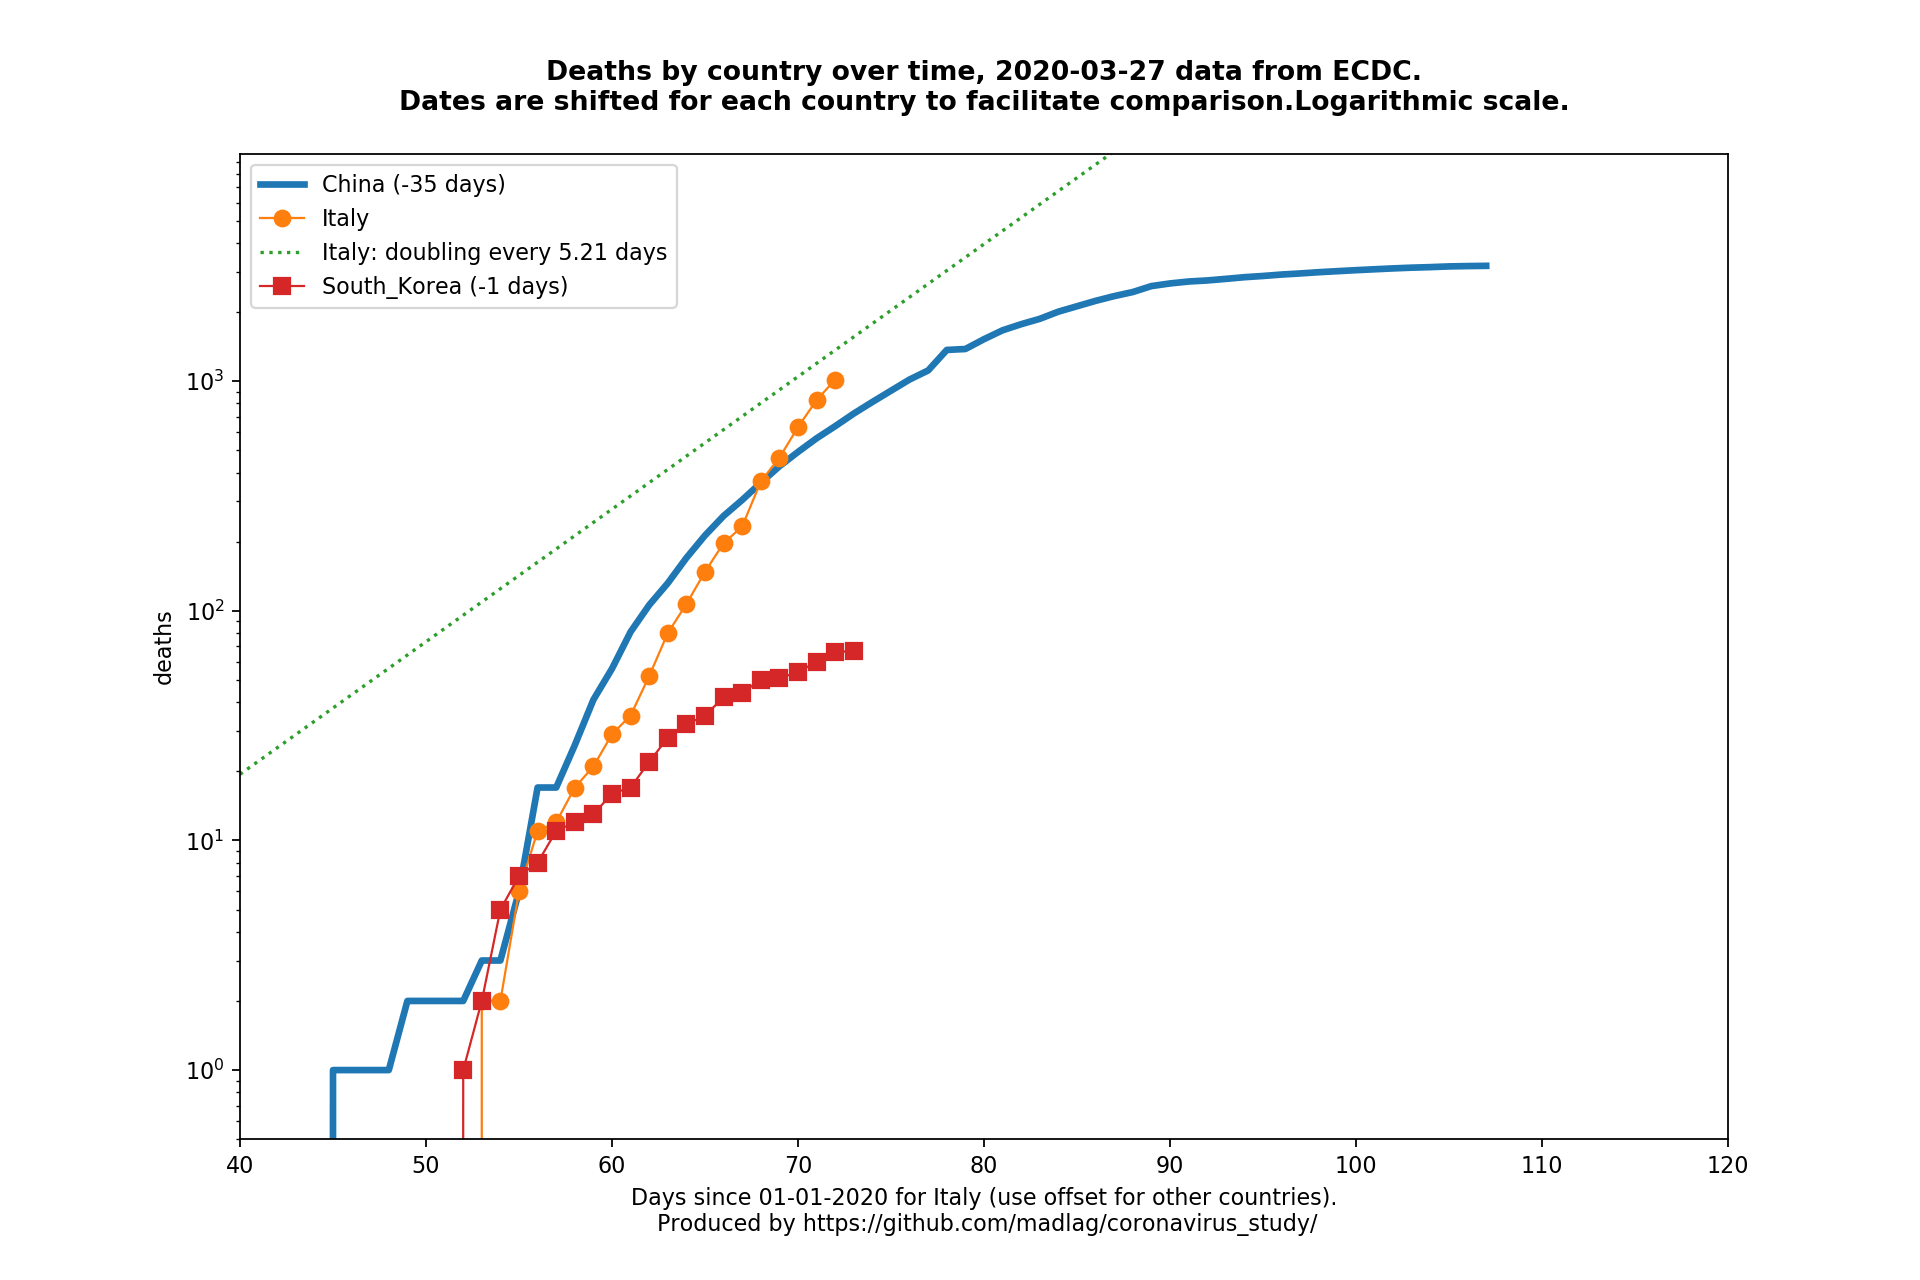 Deaths by country over time, 2020-03-27 data from ECDC.
Dates are shifted for each country to facilitate comparison.Logarithmic scale.
China (-35 days)
Italy
Italy: doubling every 5.21 days
South_Korea (-1 days)
10³
10²
10¹
10⁰
deaths
40 50 60 70 80 90 100 110 120
Days since 01-01-2020 for Italy (use offset for other countries).
Produced by https://github.com/madlag/coronavirus_study/